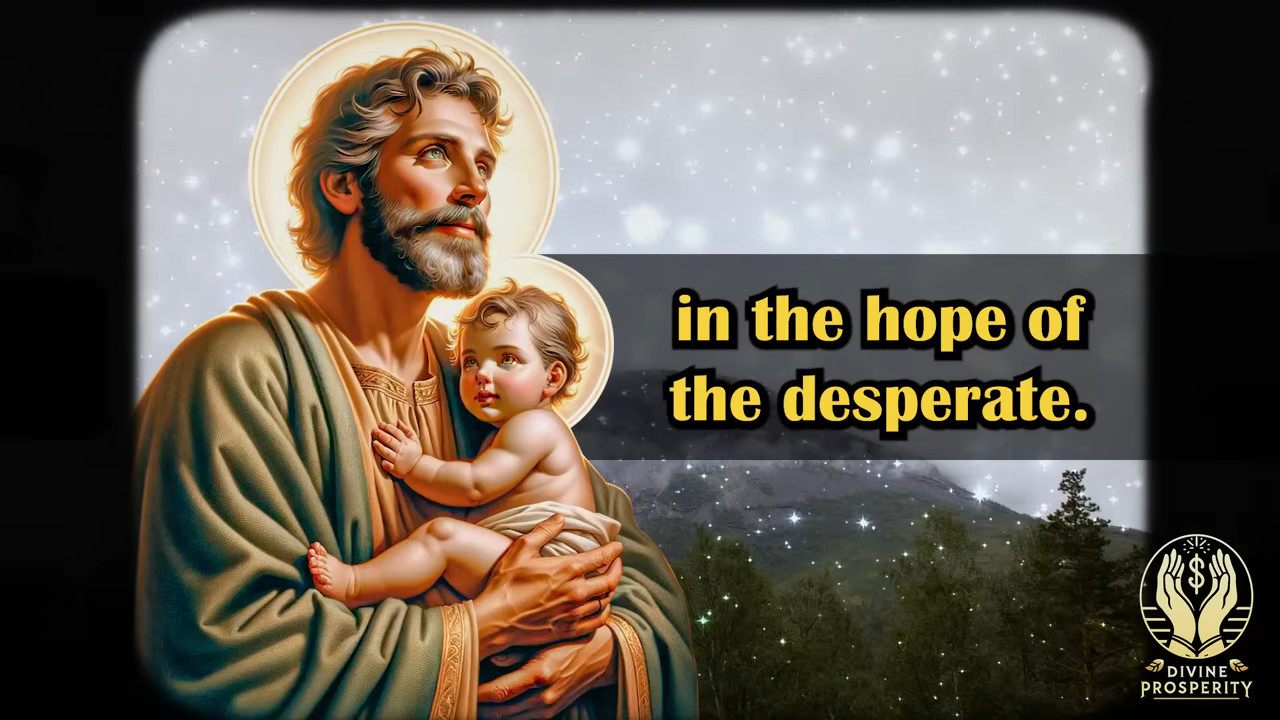 in the hope of
the desperate.
$
DIVINE
PROSPERITY